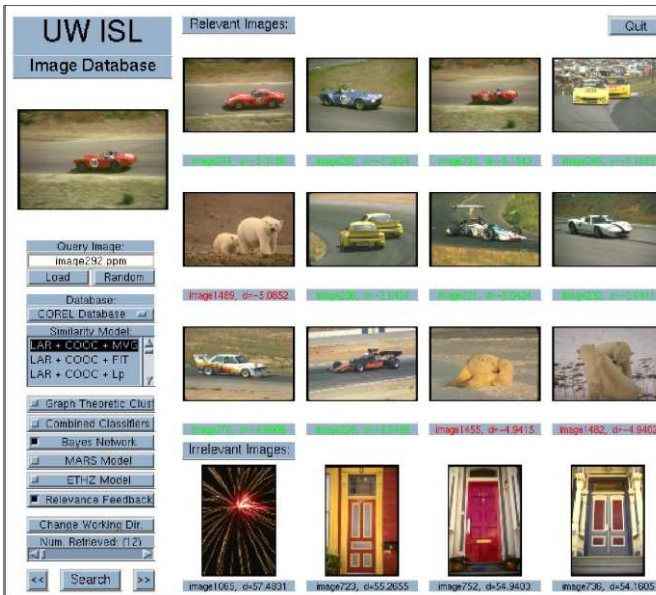 UW ISL
Image Database
Relevant Images:
Quit
Query Image:
image292.ppm
Load
Random
Database:
COREL Database
Similarity Model:
LAR + COOC + MVG
LAR + COOC + FIT
LAR + COOC + Lp
Graph Theoretic Clust
Combined Classifiers
Bayes Network
MARS Model
ETHZ Model
Relevance Feedback
Change Working Dir.
Num. Retrieved: (12)
<<
Search
>>
image1489, d=-5.0852
image1455, d=-4.9415
image1482, d=-4.9402
Irrelevant Images:
image1065, d=57.4831
image723, d=55.2655
image752, d=54.9403
image736, d=54.1605